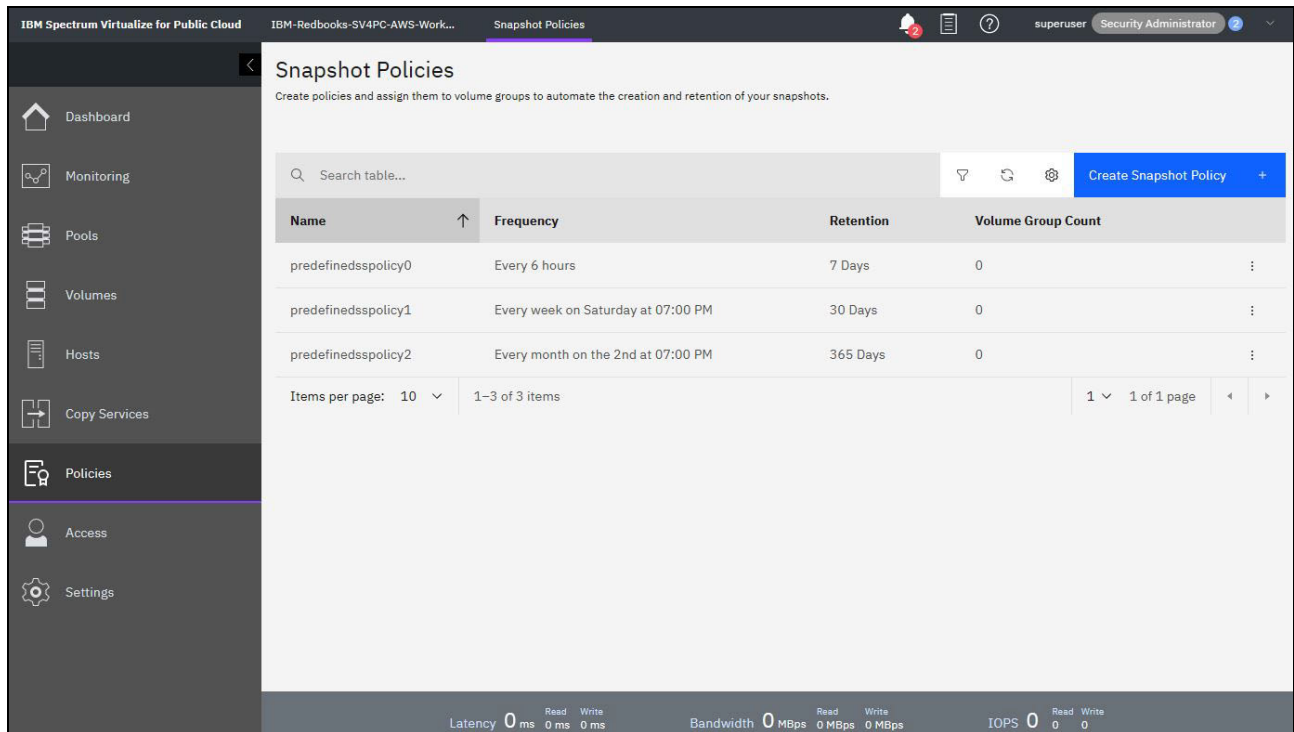 IBM Spectrum Virtualize for Public Cloud
IBM-Redbooks-SV4PC-AWS-Work...
Snapshot Policies
2
superuser Security Administrator 2
Snapshot Policies
Create policies and assign them to volume groups to automate the creation and retention of your snapshots.
Dashboard
Monitoring
Pools
Volumes
Hosts
Copy Services
Policies
Access
Settings
Search table...
Create Snapshot Policy +
Name Frequency Retention Volume Group Count
predefinedsspolicy0 Every 6 hours 7 Days 0
predefinedsspolicy1 Every week on Saturday at 07:00 PM 30 Days 0
predefinedsspolicy2 Every month on the 2nd at 07:00 PM 365 Days 0
Items per page: 10 1–3 of 3 items 1 1 of 1 page
Read Write Read Write Read Write
Latency 0 ms 0 ms 0 ms Bandwidth 0 MBps 0 MBps 0 MBps IOPS 0 0 0